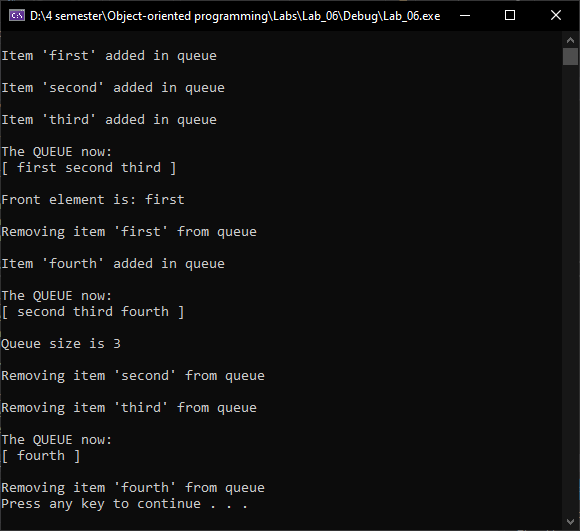 D:\4 semester\Object-oriented programming\Labs\Lab_06\Debug\Lab_06.exe
Item 'first' added in queue
Item 'second' added in queue
Item 'third' added in queue
The QUEUE now:
[ first second third ]
Front element is: first
Removing item 'first' from queue
Item 'fourth' added in queue
The QUEUE now:
[ second third fourth ]
Queue size is 3
Removing item 'second' from queue
Removing item 'third' from queue
The QUEUE now:
[ fourth ]
Removing item 'fourth' from queue
Press any key to continue . . .